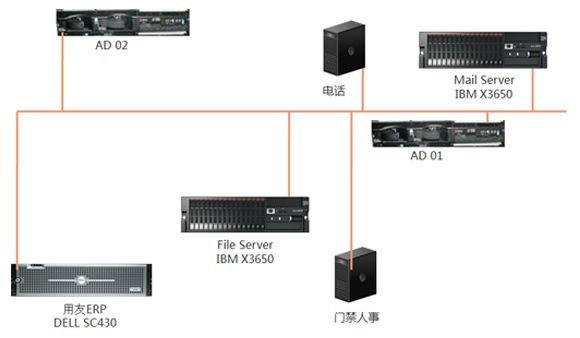 AD 02
电话
Mail Server
IBM X3650
AD 01
File Server
IBM X3650
用友ERP
DELL SC430
门禁人事